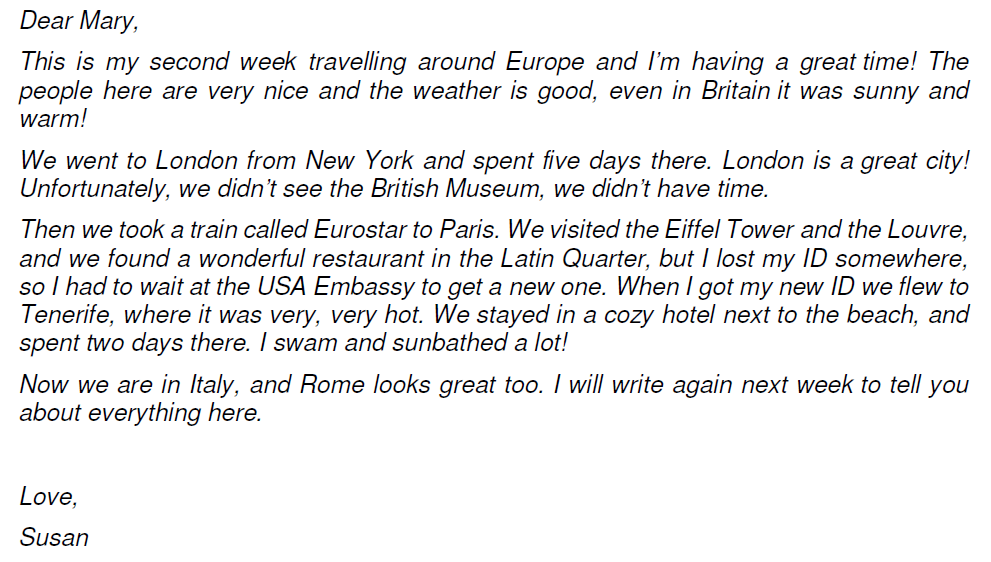 Dear Mary,
This is my second week travelling around Europe and I'm having a great time! The
people here are very nice and the weather is good, even in Britain it was sunny and
warm!
We went to London from New York and spent five days there. London is a great city!
Unfortunately, we didn't see the British Museum, we didn't have time.
Then we took a train called Eurostar to Paris. We visited the Eiffel Tower and the Louvre,
and we found a wonderful restaurant in the Latin Quarter, but I lost my ID somewhere,
so I had to wait at the USA Embassy to get a new one. When I got my new ID we flew to
Tenerife, where it was very, very hot. We stayed in a cozy hotel next to the beach, and
spent two days there. I swam and sunbathed a lot!
Now we are in Italy, and Rome looks great too. I will write again next week to tell you
about everything here.
Love,
Susan